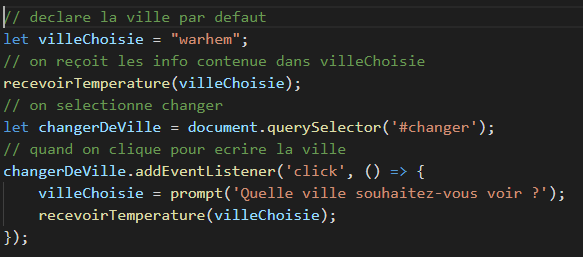 // declare la ville par defaut
let villeChoisie = "warhem";
// on reçoit les info contenue dans villeChoisie
recevoirTemperature(villeChoisie);
// on selectionne changer
let changerDeVille = document.querySelector('#changer');
// quand on clique pour ecrire la ville
changerDeVille.addEventListener('click', () => {
    villeChoisie = prompt('Quelle ville souhaitez-vous voir ?');
    recevoirTemperature(villeChoisie);
});